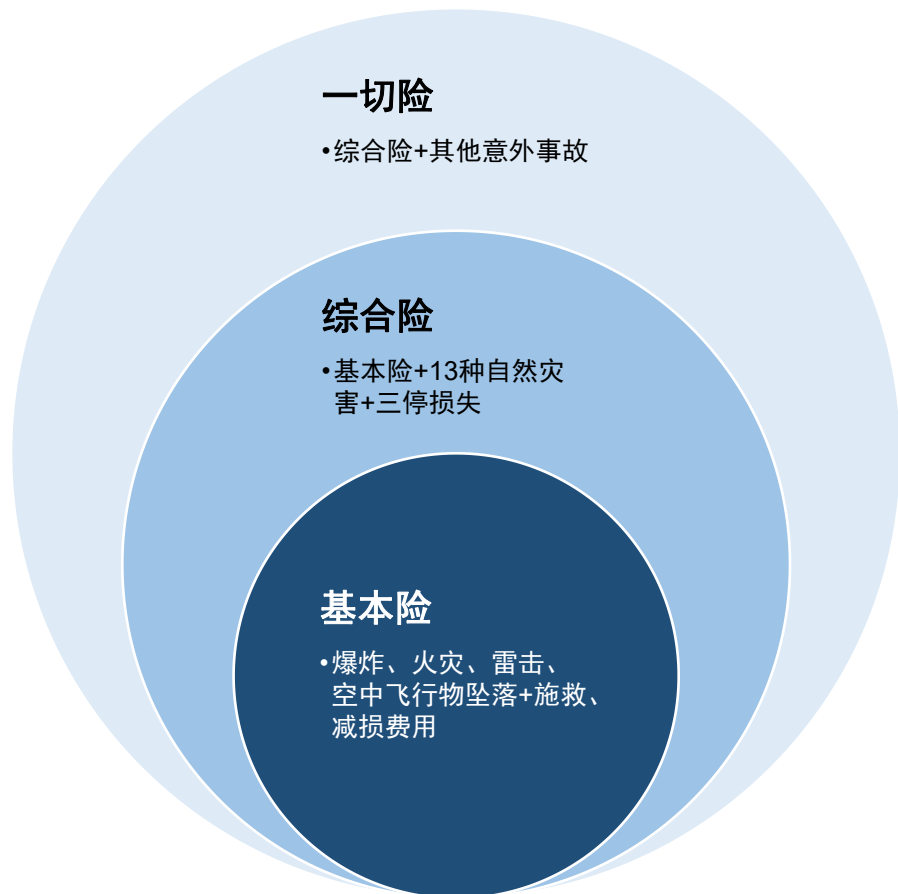 一切险
•综合险+其他意外事故
综合险
•基本险+13种自然灾
害+三停损失
基本险
•爆炸、火灾、雷击、
空中飞行物坠落+施救、
减损费用